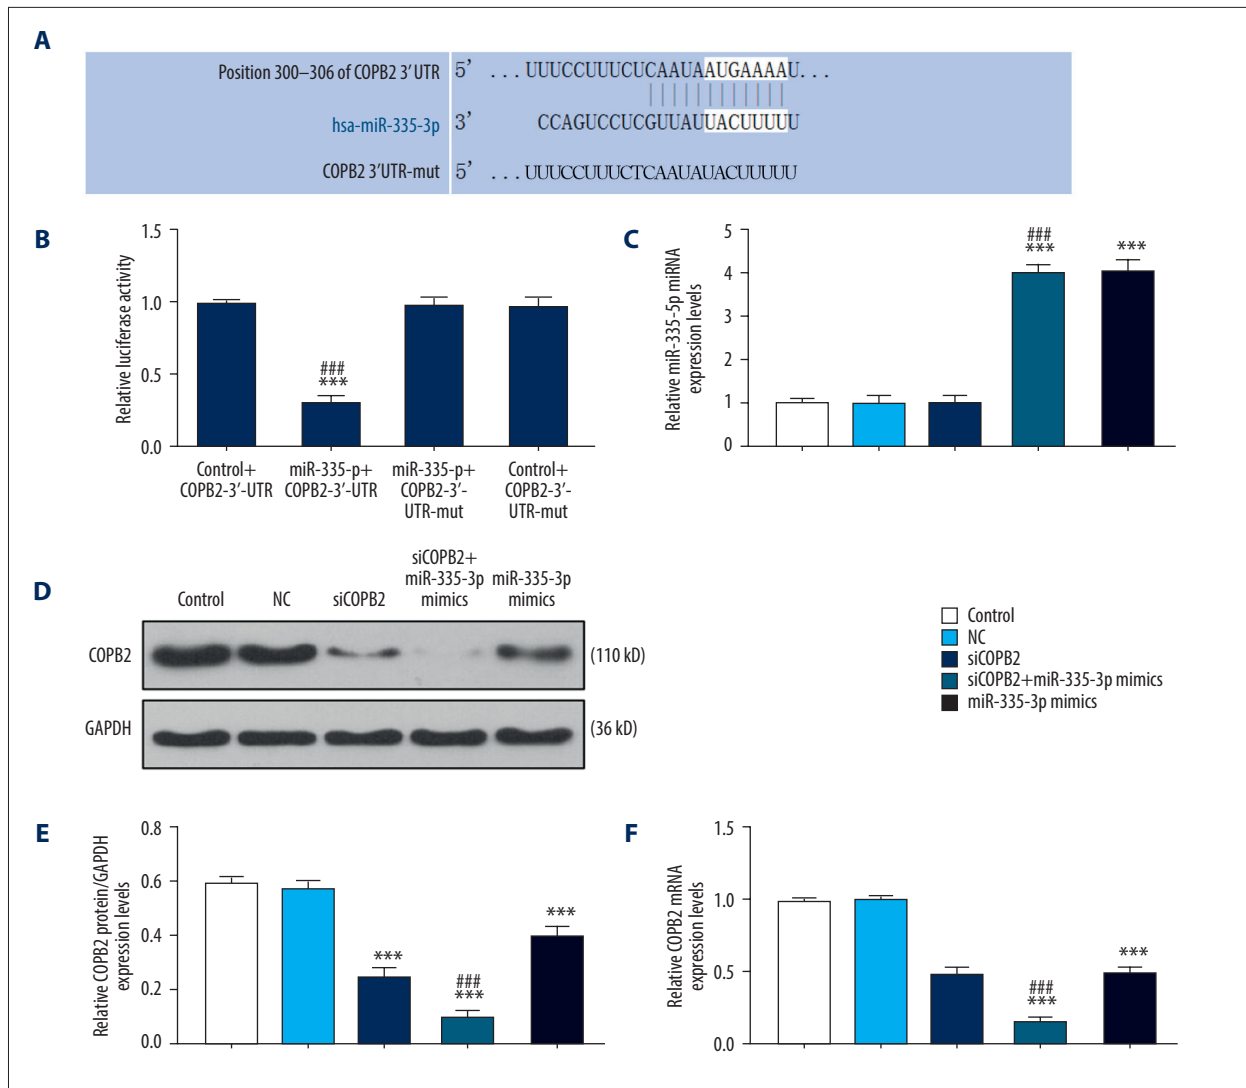 A
Position 300–306 of COPB2 3' UTR 5' ...UUUCCUUUCUCAAUAAUGAAAAU...
hsa-miR-335-3p 3' CCAGUCCUCGUUAUUACUUUUU
COPB2 3'UTR-mut 5' ...UUUCCUUUCTCAAUAUACUUUUU
B
Relative luciferase activity
1.5
1.0
0.5
0.0
###
***
Control+
COPB2-3'-UTR
miR-335-p+
COPB2-3'-UTR
miR-335-p+
COPB2-3'-
UTR-mut
Control+
COPB2-3'-
UTR-mut
C
Relative miR-335-5p miRNA
expression levels
5
4
3
2
1
0
###
***
***
D
Control
NC
siCOPB2
siCOPB2+
miR-335-3p
mimics
miR-335-3p
mimics
COPB2
(110 kD)
GAPDH
(36 kD)
Control
NC
siCOPB2
siCOPB2+miR-335-3p mimics
miR-335-3p mimics
E
Relative COPB2 protein/GAPDH
expression levels
0.8
0.6
0.4
0.2
0.0
***
###
***
***
F
Relative COPB2 mRNA
expression levels
1.5
1.0
0.5
0.0
###
***
***